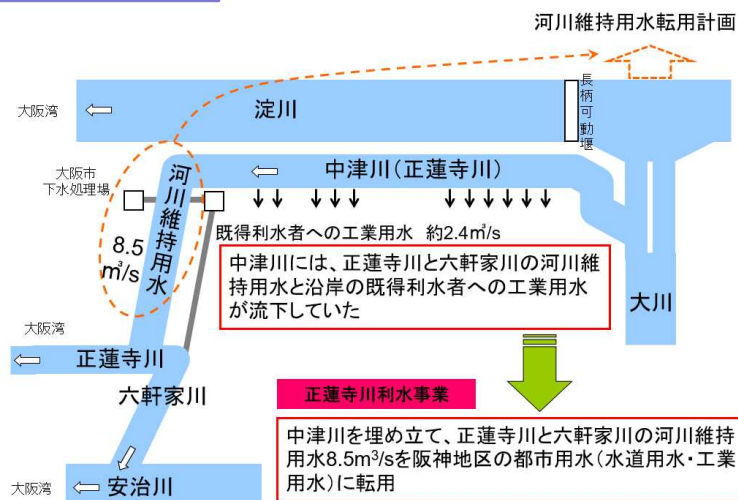 河川維持用水転用計画
長柄可動堰
大阪湾
淀川
大阪市
下水処理場
中津川(正蓮寺川)
河川維持用水
8.5
㎥/s
既得利水者への工業用水 約2.4㎥/s
中津川には、正蓮寺川と六軒家川の河川維
持用水と沿岸の既得利水者への工業用水
が流下していた
大川
大阪湾
正蓮寺川
六軒家川
正蓮寺川利水事業
中津川を埋め立て、正蓮寺川と六軒家川の河川維持
用水8.5m³/sを阪神地区の都市用水(水道用水・工業
用水)に転用
大阪湾
安治川